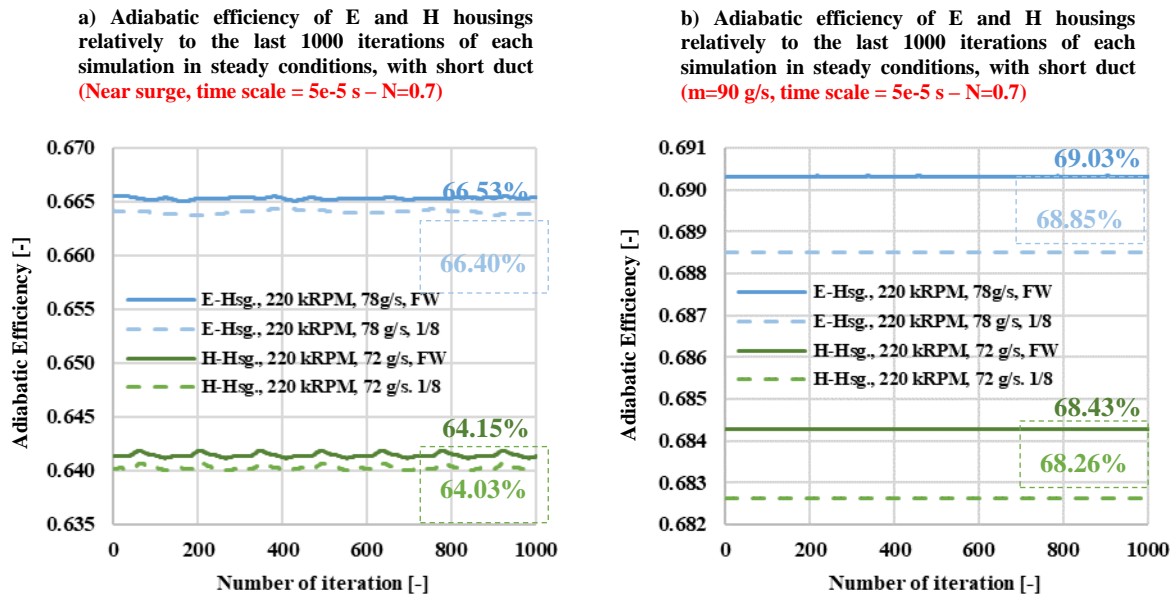 a) Adiabatic efficiency of E and H housings
relatively to the last 1000 iterations of each
simulation in steady conditions, with short duct
(Near surge, time scale = 5e-5 s – N=0.7)
0.670
0.665
0.660
0.655
0.650
0.645
0.640
0.635
Adiabatic Efficiency [-]
66.53%
66.40%
E-Hsg., 220 kRPM, 78g/s, FW
E-Hsg., 220 kRPM, 78 g/s, 1/8
H-Hsg., 220 kRPM, 72 g/s, FW
H-Hsg., 220 kRPM, 72 g/s. 1/8
64.15%
64.03%
0 200 400 600 800 1000
Number of iteration [-]
b) Adiabatic efficiency of E and H housings
relatively to the last 1000 iterations of each
simulation in steady conditions, with short duct
(m=90 g/s, time scale = 5e-5 s – N=0.7)
0.691
0.690
0.689
0.688
0.687
0.686
0.685
0.684
0.683
0.682
Adiabatic Efficiency [-]
69.03%
68.85%
E-Hsg., 220 kRPM, 78g/s, FW
E-Hsg., 220 kRPM, 78 g/s, 1/8
H-Hsg., 220 kRPM, 72 g/s, FW
H-Hsg., 220 kRPM, 72 g/s. 1/8
68.43%
68.26%
0 200 400 600 800 1000
Number of iteration [-]